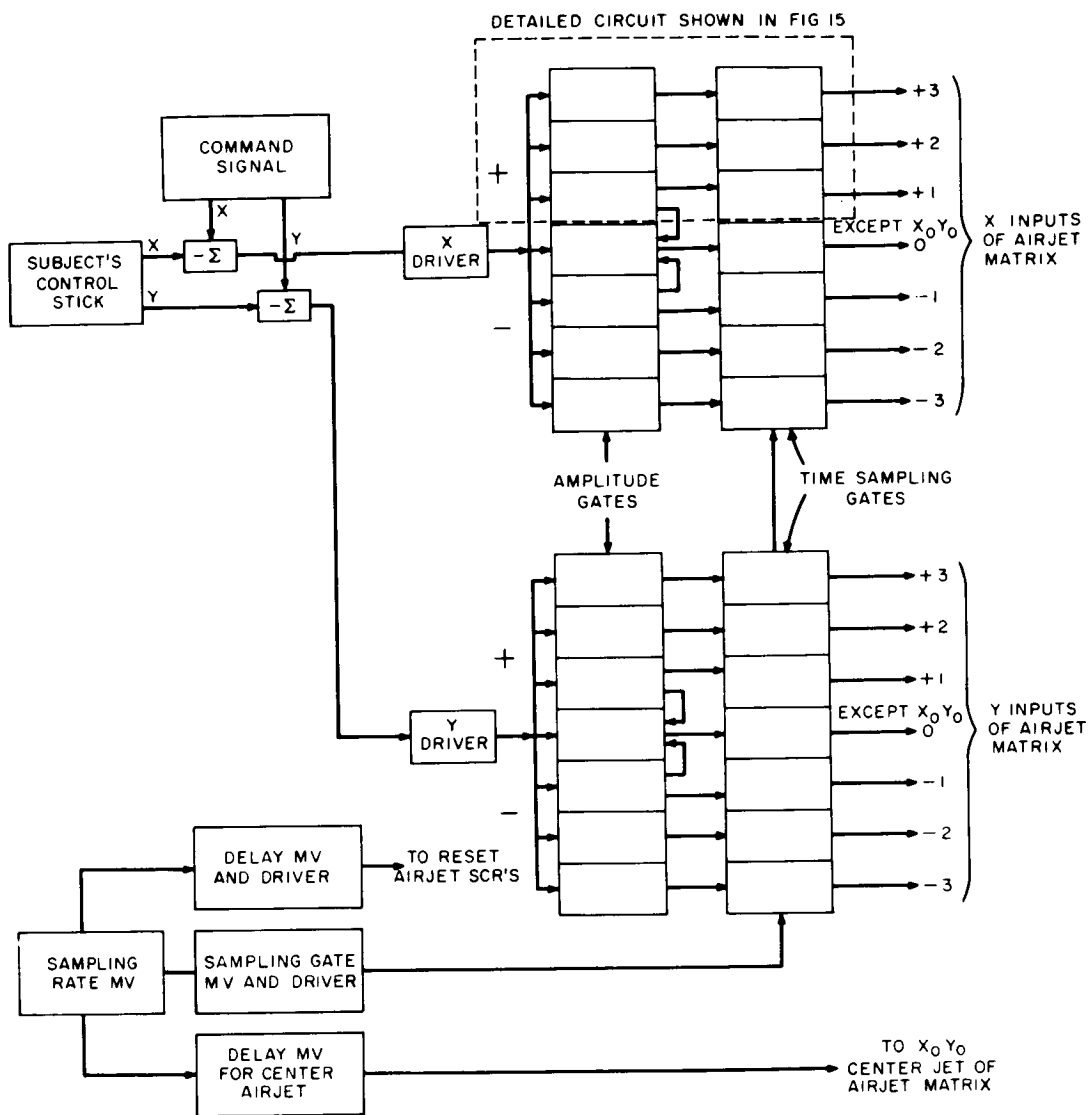 DETAILED CIRCUIT SHOWN IN FIG 15
COMMAND
SIGNAL
X
Y
SUBJECT'S
CONTROL
STICK
X
Y
-Σ
-Σ
X
DRIVER
+
-
+3
+2
+1
EXCEPT X₀Y₀
0
-1
-2
-3
X INPUTS
OF AIRJET
MATRIX
AMPLITUDE
GATES
TIME SAMPLING
GATES
Y
DRIVER
+
-
+3
+2
+1
EXCEPT X₀Y₀
0
-1
-2
-3
Y INPUTS
OF AIRJET
MATRIX
DELAY MV
AND DRIVER
TO RESET
AIRJET SCR'S
SAMPLING
RATE MV
SAMPLING GATE
MV AND DRIVER
DELAY MV
FOR CENTER
AIRJET
TO X₀Y₀
CENTER JET OF
AIRJET MATRIX